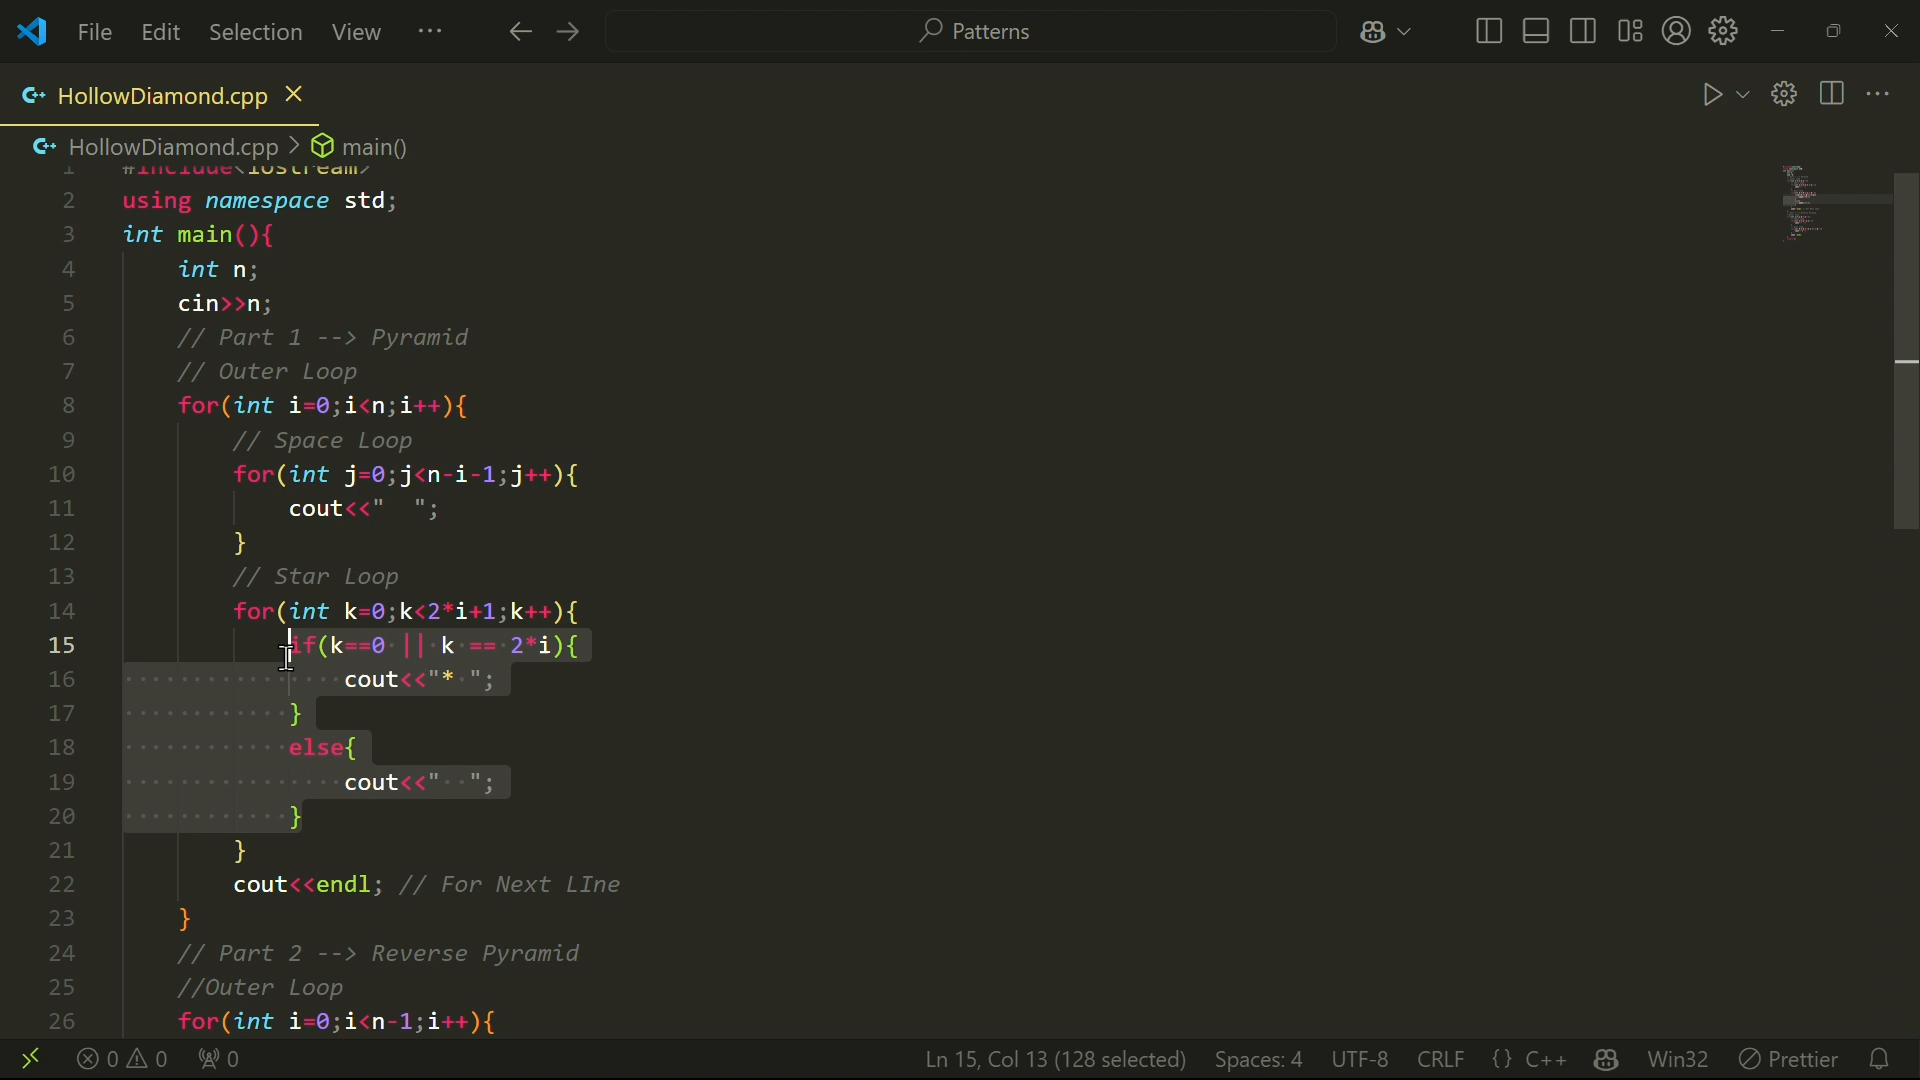 File Edit Selection View ··· Patterns
HollowDiamond.cpp
HollowDiamond.cpp > main()
1 #include<iostream>
2 using namespace std;
3 int main(){
4 int n;
5 cin>>n;
6 // Part 1 --> Pyramid
7 // Outer Loop
8 for(int i=0;i<n;i++){
9 // Space Loop
10 for(int j=0;j<n-i-1;j++){
11 cout<<"  ";
12 }
13 // Star Loop
14 for(int k=0;k<2*i+1;k++){
15 if(k==0 || k == 2*i){
16 cout<<"* ";
17 }
18 else{
19 cout<<"  ";
20 }
21 }
22 cout<<endl; // For Next LIne
23 }
24 // Part 2 --> Reverse Pyramid
25 //Outer Loop
26 for(int i=0;i<n-1;i++){
0 0 0 Ln 15, Col 13 (128 selected) Spaces: 4 UTF-8 CRLF {} C++ Win32 Prettier